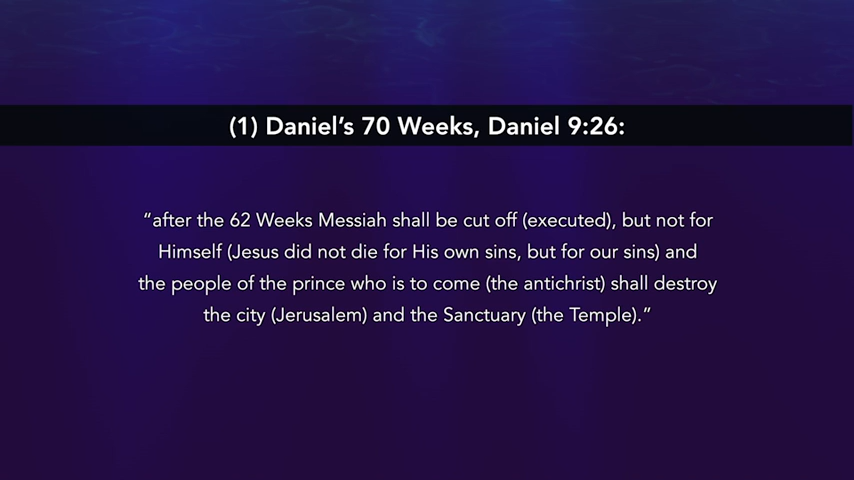 (1) Daniel’s 70 Weeks, Daniel 9:26:
“after the 62 Weeks Messiah shall be cut off (executed), but not for
Himself (Jesus did not die for His own sins, but for our sins) and
the people of the prince who is to come (the antichrist) shall destroy
the city (Jerusalem) and the Sanctuary (the Temple).”